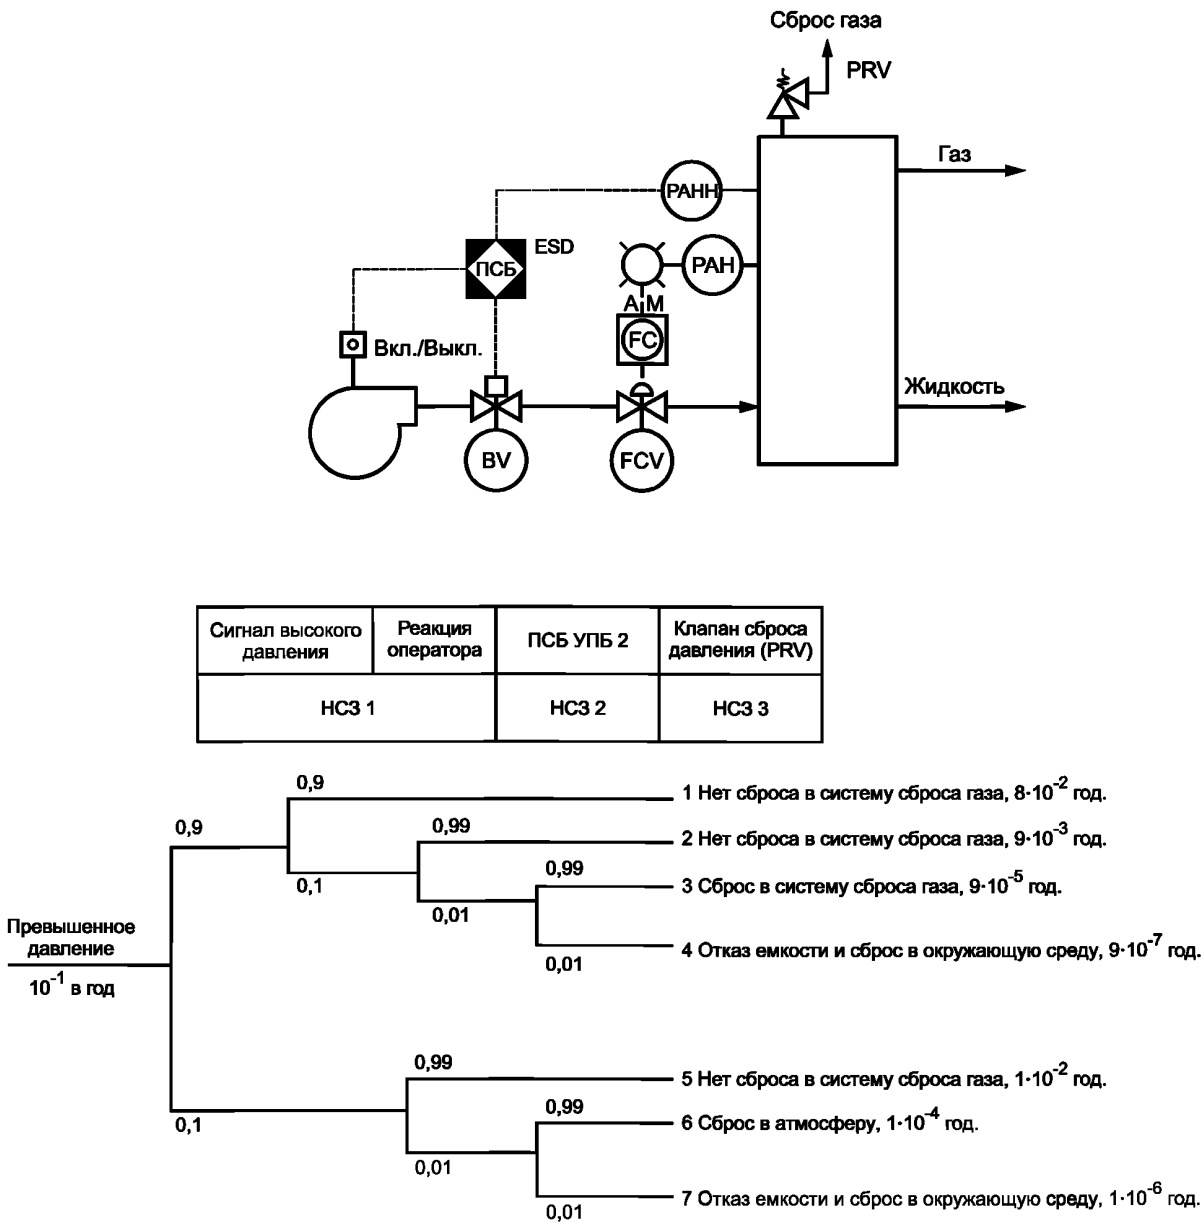 Сброс газа
PRV
Газ
РАНН
ESD
ПСБ
РАН
А М
FC
Вкл./Выкл.
Жидкость
BV
FCV
Сигнал высокого
давления
Реакция
оператора
ПСБ УПБ 2
Клапан сброса
давления (PRV)
НСЗ 1
НСЗ 2
НСЗ 3
0,9
1 Нет сброса в систему сброса газа, 8·10⁻² год.
0,9
0,99
2 Нет сброса в систему сброса газа, 9·10⁻³ год.
0,1
0,99
3 Сброс в систему сброса газа, 9·10⁻⁵ год.
0,01
Превышенное
давление
0,01
4 Отказ емкости и сброс в окружающую среду, 9·10⁻⁷ год.
10⁻¹ в год
0,99
5 Нет сброса в систему сброса газа, 1·10⁻² год.
0,1
0,99
6 Сброс в атмосферу, 1·10⁻⁴ год.
0,01
7 Отказ емкости и сброс в окружающую среду, 1·10⁻⁶ год.
0,01